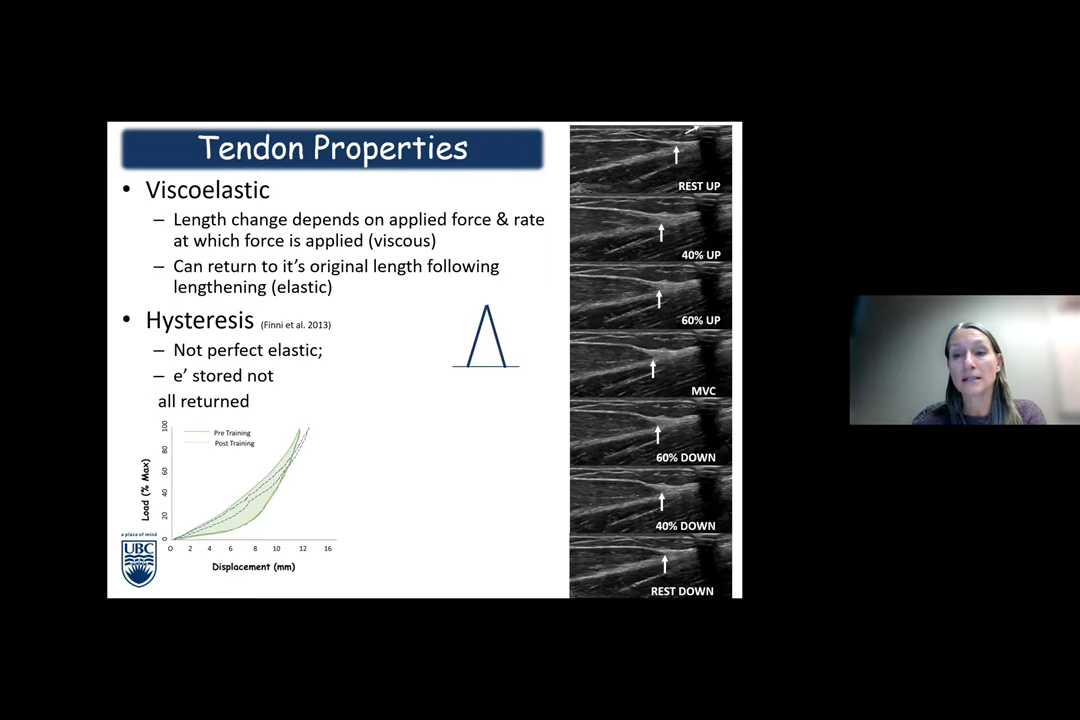 Tendon Properties
• Viscoelastic
– Length change depends on applied force & rate
at which force is applied (viscous)
– Can return to it's original length following
lengthening (elastic)
• Hysteresis (Finni et al. 2013)
– Not perfect elastic;
– e' stored not
all returned
Pre Training
Post Training
Load (% Max)
100
80
60
40
20
0
0 2 4 6 8 10 12 16
Displacement (mm)
a place of mind
UBC
REST UP
40% UP
60% UP
MVC
60% DOWN
40% DOWN
REST DOWN